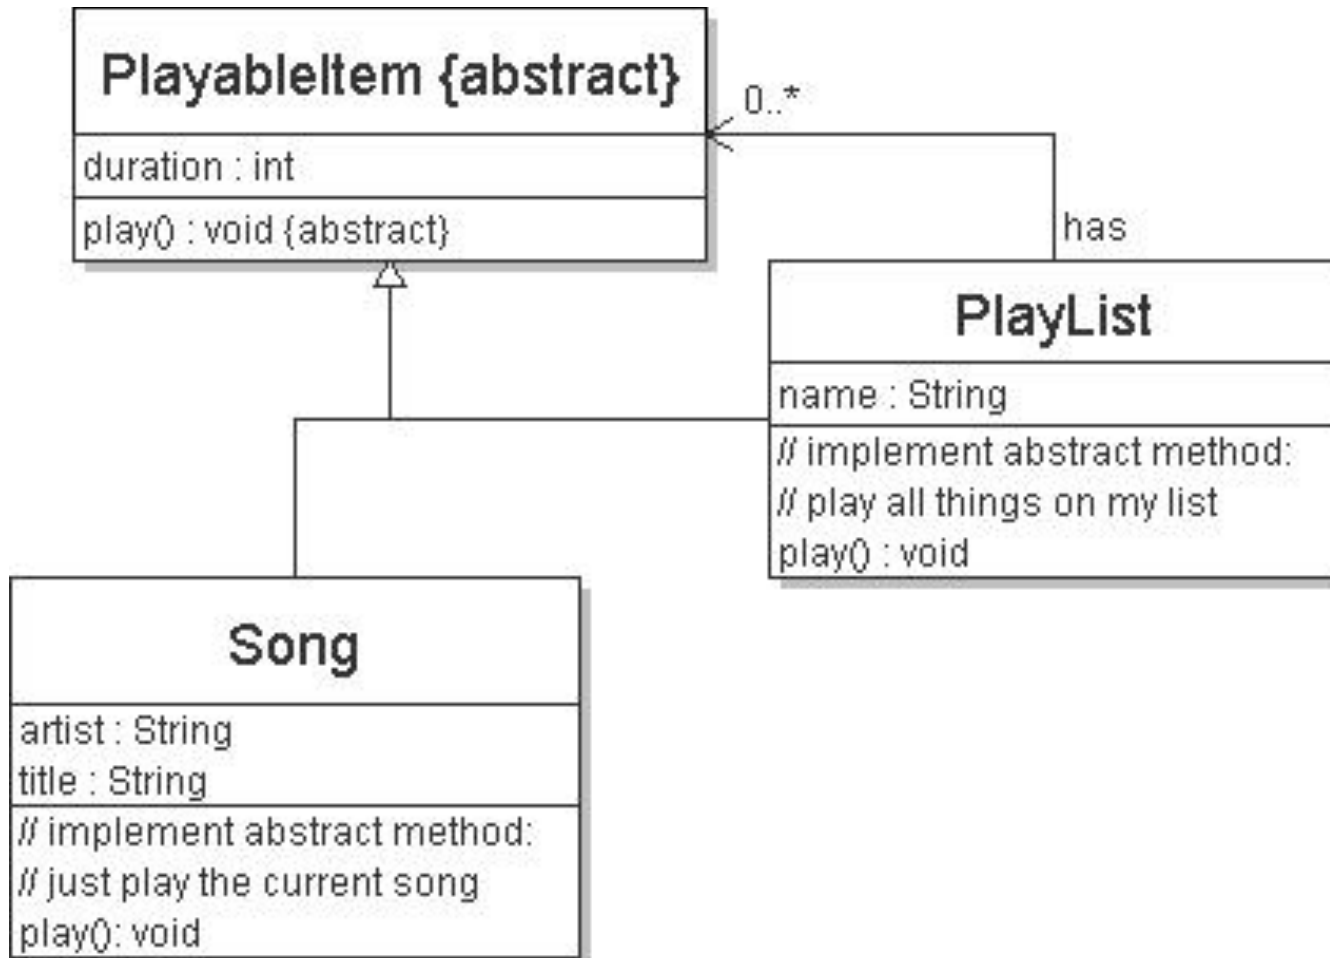 PlayableItem {abstract}
duration : int
play() : void {abstract}
0..*
has
PlayList
name : String
// implement abstract method:
// play all things on my list
play() : void
Song
artist : String
title : String
// implement abstract method:
// just play the current song
play(): void